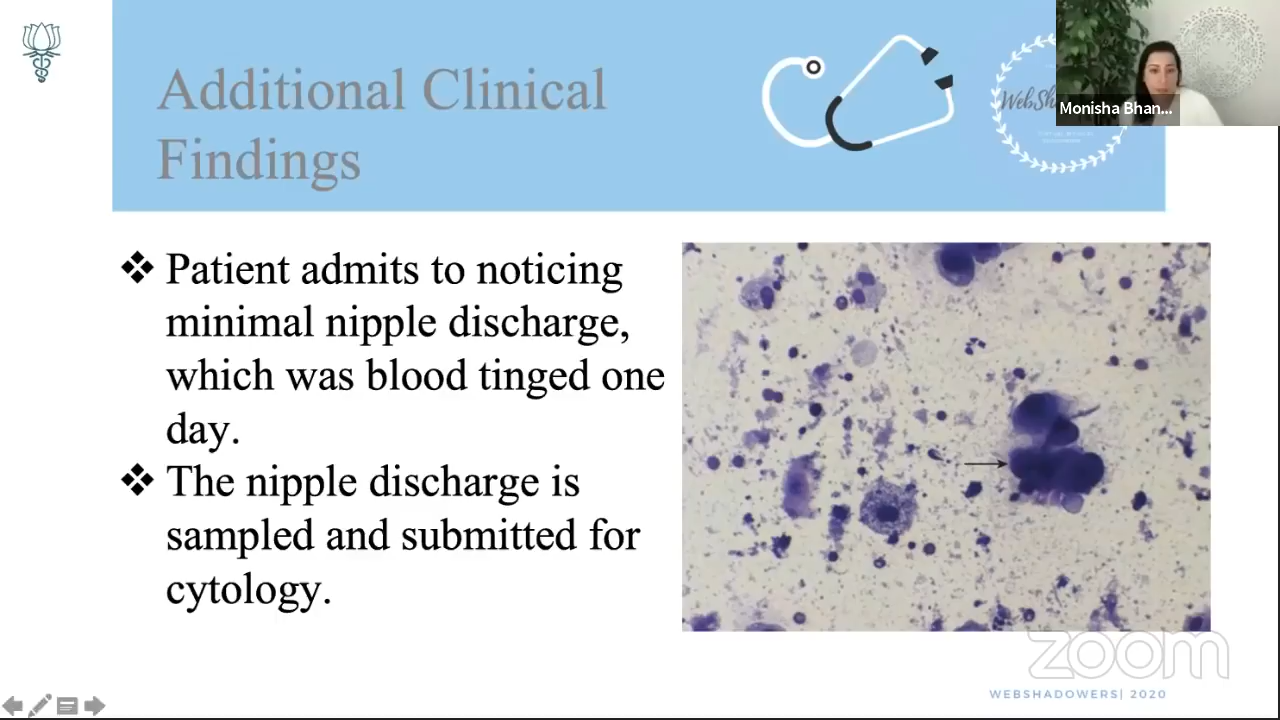 Additional Clinical
Findings
Monisha Bhan...
❖ Patient admits to noticing
minimal nipple discharge,
which was blood tinged one
day.
❖ The nipple discharge is
sampled and submitted for
cytology.
zoom
WEBSHADOWERS| 2020